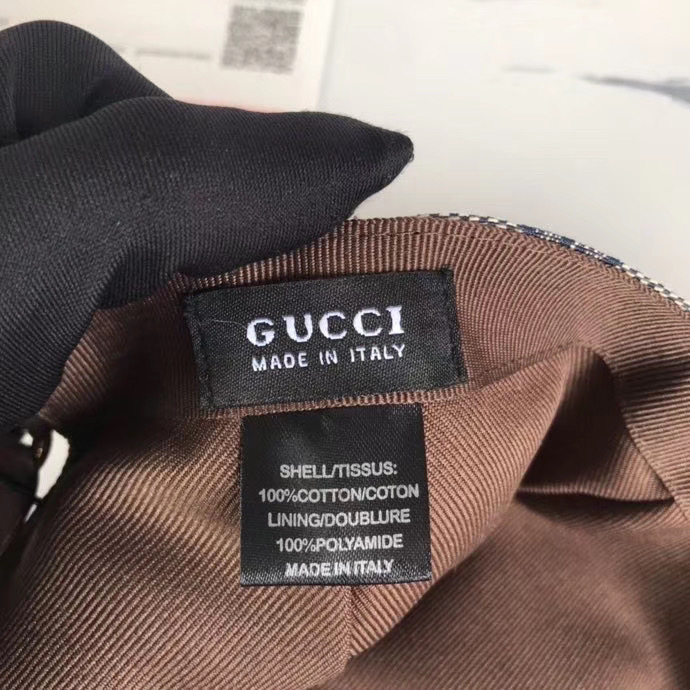 GUCCI
MADE IN ITALY
SHELL/TISSUS:
100%COTTON/COTON
LINING/DOUBLURE
100%POLYAMIDE
MADE IN ITALY